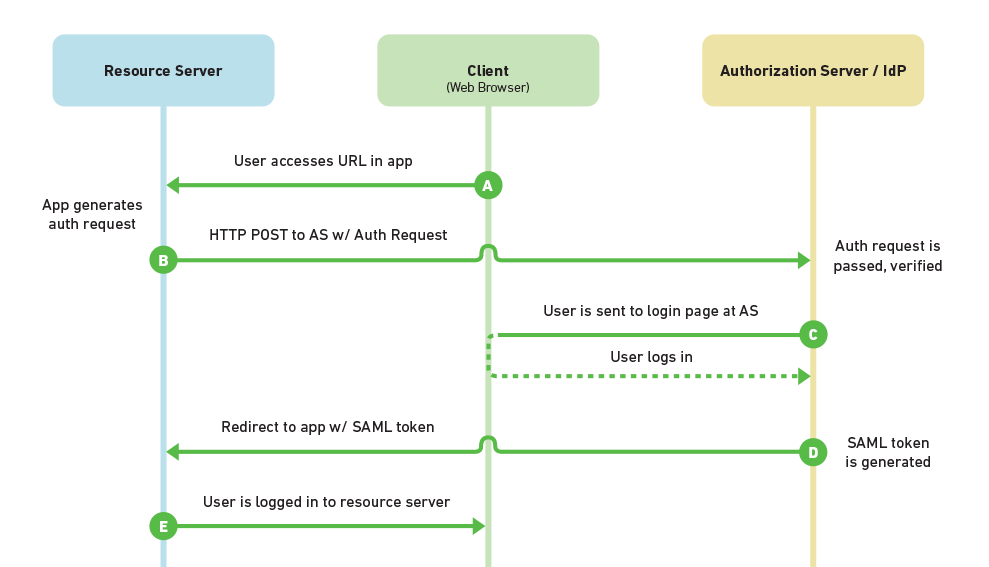 Resource Server
Client
(Web Browser)
Authorization Server / IdP
User accesses URL in app
A
App generates
auth request
HTTP POST to AS w/ Auth Request
B
Auth request is
passed, verified
User is sent to login page at AS
C
User logs in
Redirect to app w/ SAML token
D
SAML token
is generated
User is logged in to resource server
E